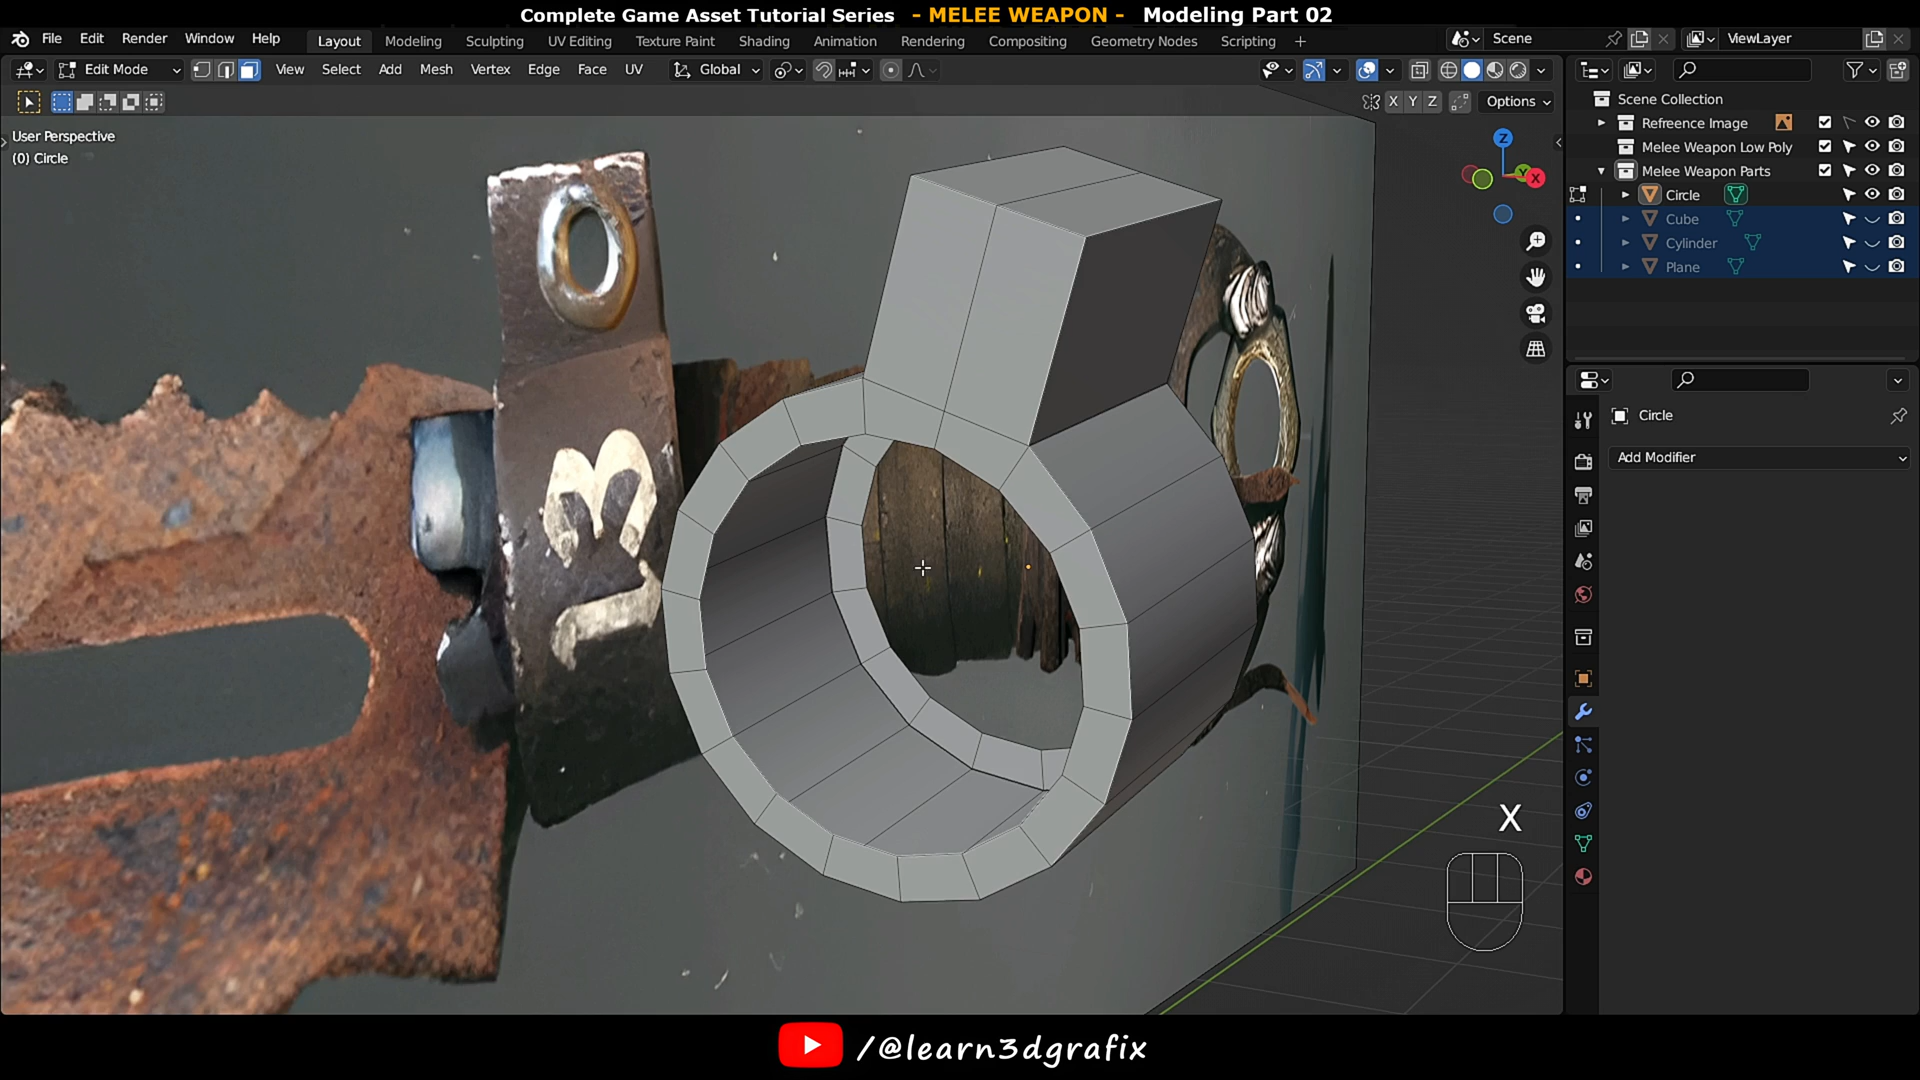 Complete Game Asset Tutorial Series - MELEE WEAPON - Modeling Part 02
File Edit Render Window Help
Layout Modeling Sculpting UV Editing Texture Paint Shading Animation Rendering Compositing Geometry Nodes Scripting +
Scene
ViewLayer
Edit Mode View Select Add Mesh Vertex Edge Face UV
Global
X Y Z
Options
User Perspective
(0) Circle
Z
Y
X
Scene Collection
Refreence Image
Melee Weapon Low Poly
Melee Weapon Parts
Circle
Cube
Cylinder
Plane
Circle
Add Modifier
13
X
/@learn3dgrafix